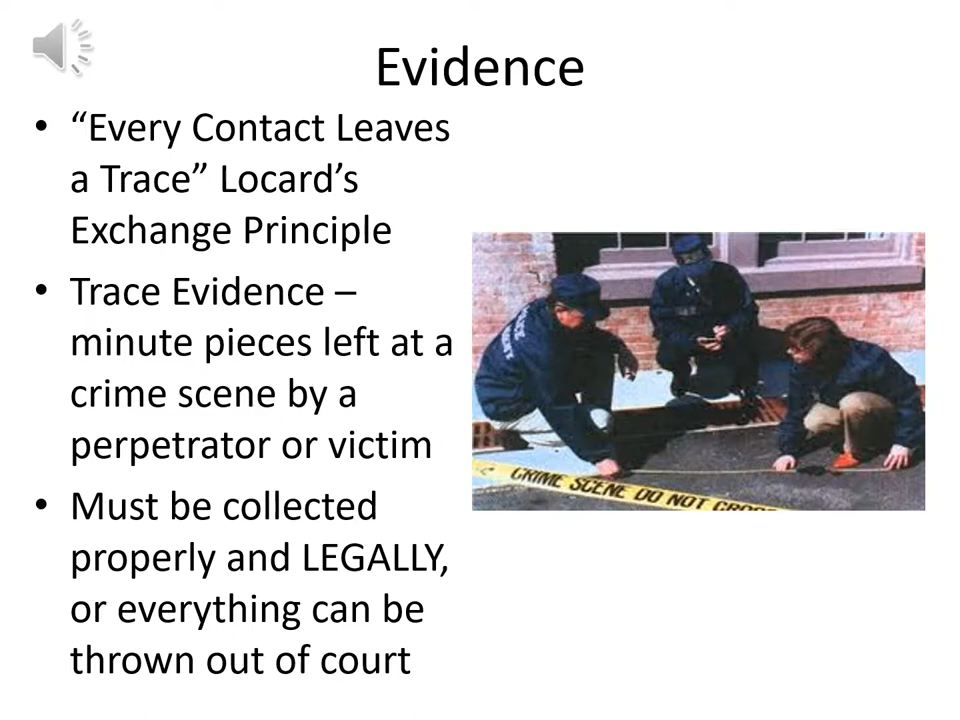 Evidence
• “Every Contact Leaves
a Trace” Locard’s
Exchange Principle
• Trace Evidence –
minute pieces left at a
crime scene by a
perpetrator or victim
• Must be collected
properly and LEGALLY,
or everything can be
thrown out of court
CRIME SCENE DO NOT CROSS